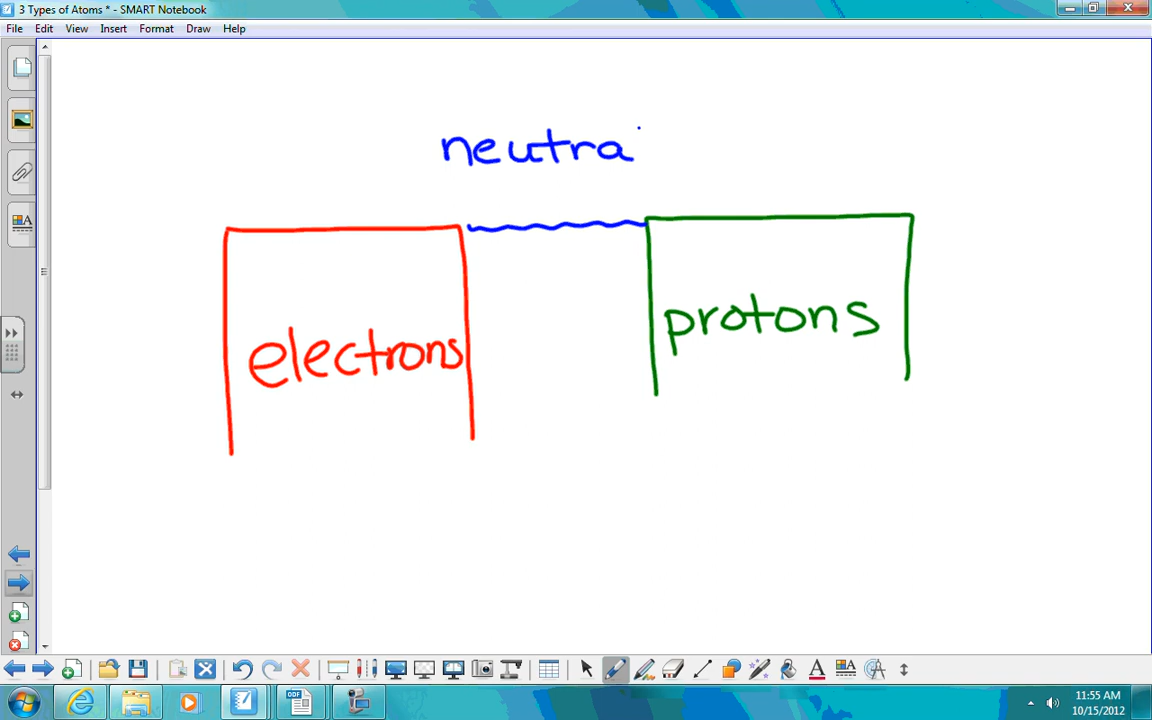 3 Types of Atoms * - SMART Notebook
File Edit View Insert Format Draw Help
neutra
electrons
protons
11:55 AM
10/15/2012